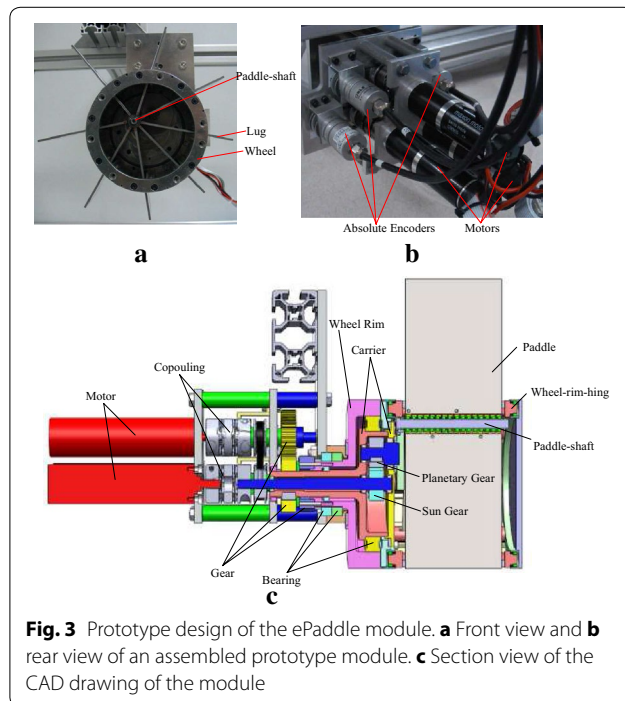 Paddle-shaft
Lug
Wheel
a
Absolute Encoders
Motors
b
Wheel Rim
Carrier
Paddle
Copouling
Wheel-rim-hing
Motor
Paddle-shaft
Planetary Gear
Sun Gear
Gear
Bearing
c
Fig. 3 Prototype design of the ePaddle module. a Front view and b
rear view of an assembled prototype module. c Section view of the
CAD drawing of the module